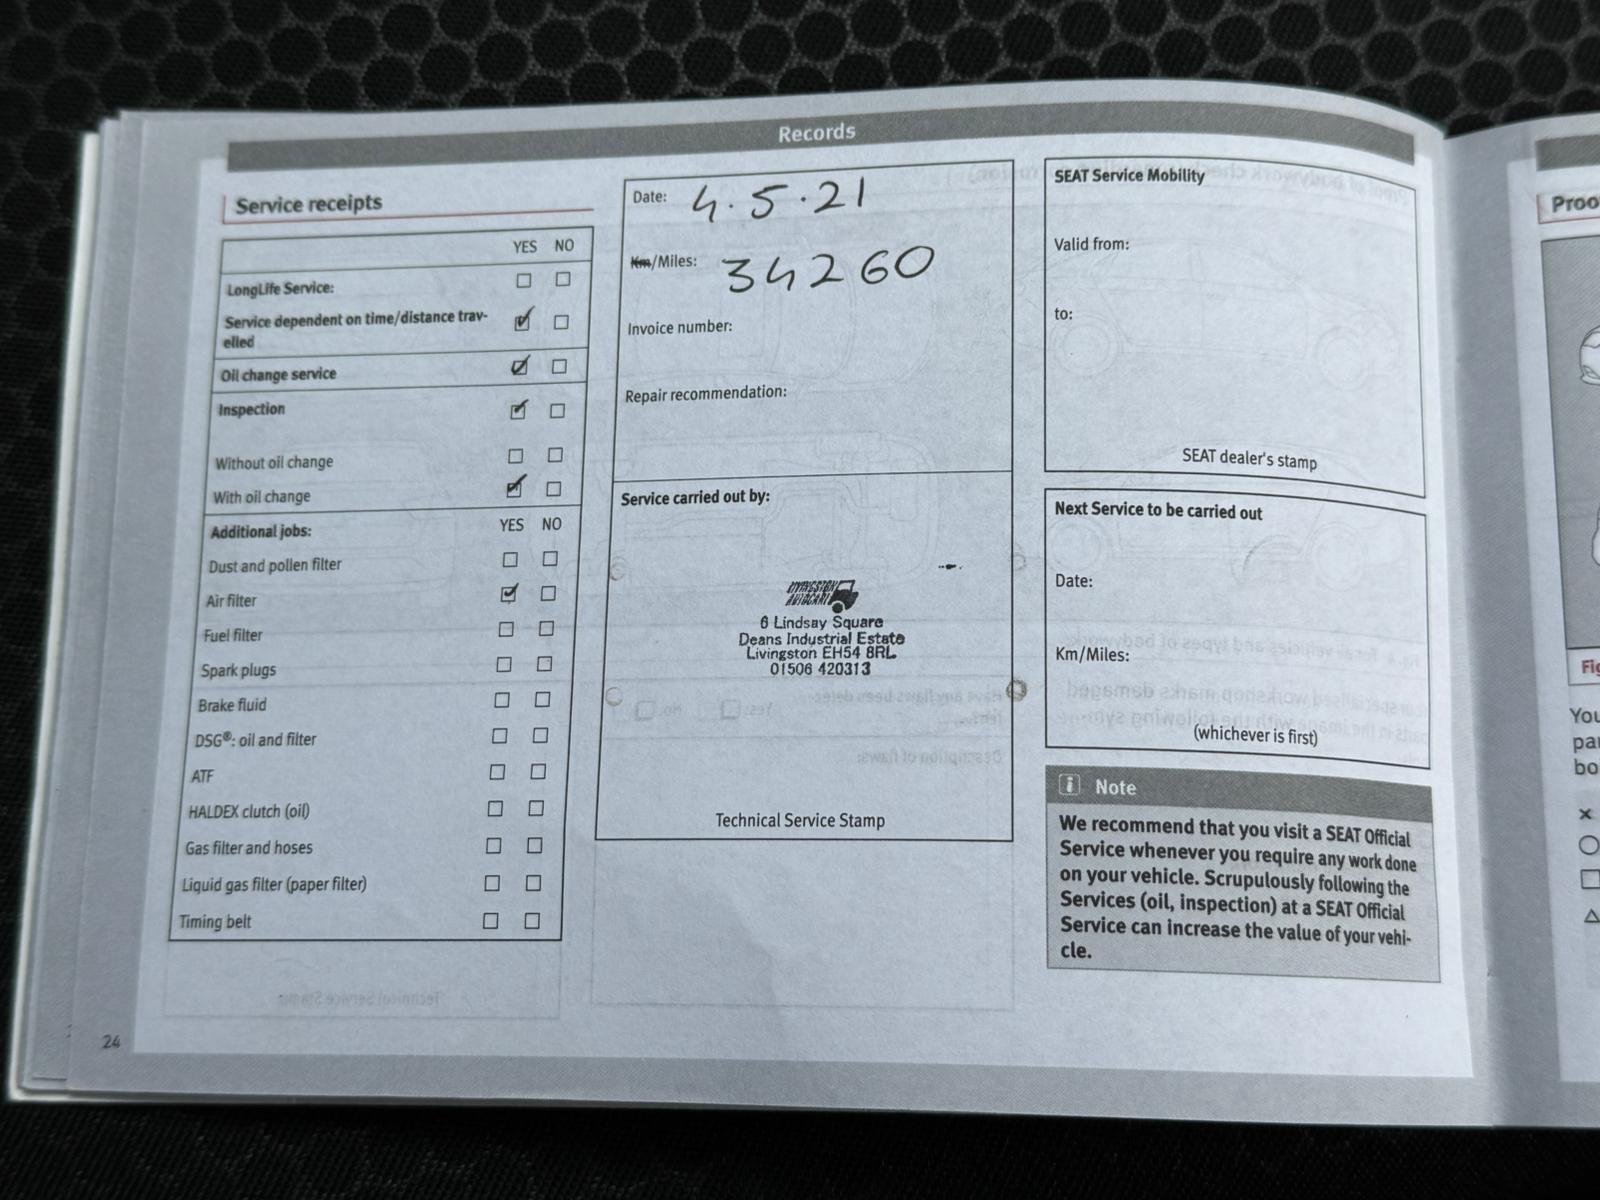 Records
Service receipts
YES NO
LongLife Service:
Service dependent on time/distance trav-
elled
Oil change service
Inspection
Without oil change
With oil change
Additional jobs: YES NO
Dust and pollen filter
Air filter
Fuel filter
Spark plugs
Brake fluid
DSG®: oil and filter
ATF
HALDEX clutch (oil)
Gas filter and hoses
Liquid gas filter (paper filter)
Timing belt
24
Date: 4.5.21
Km/Miles: 34260
Invoice number:
Repair recommendation:
Service carried out by:
LIVINGSTON
AUTOCARE
6 Lindsay Square
Deans Industrial Estate
Livingston EH54 8RL
01506 420313
Technical Service Stamp
SEAT Service Mobility
Valid from:
to:
SEAT dealer's stamp
Next Service to be carried out
Date:
Km/Miles:
(whichever is first)
i Note
We recommend that you visit a SEAT Official
Service whenever you require any work done
on your vehicle. Scrupulously following the
Services (oil, inspection) at a SEAT Official
Service can increase the value of your vehi-
cle.